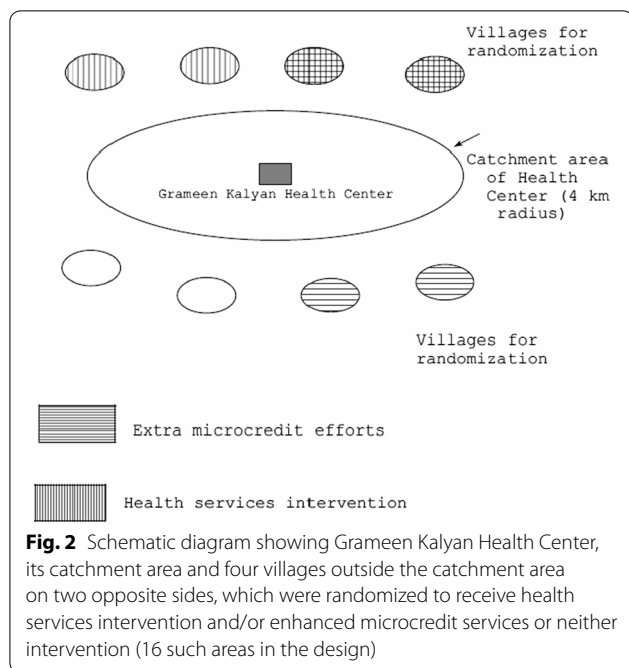 Villages for
randomization
Catchment area
of Health
Center (4 km
radius)
Grameen Kalyan Health Center
Villages for
randomization
Extra microcredit efforts
Health services intervention
Fig. 2 Schematic diagram showing Grameen Kalyan Health Center,
its catchment area and four villages outside the catchment area
on two opposite sides, which were randomized to receive health
services intervention and/or enhanced microcredit services or neither
intervention (16 such areas in the design)